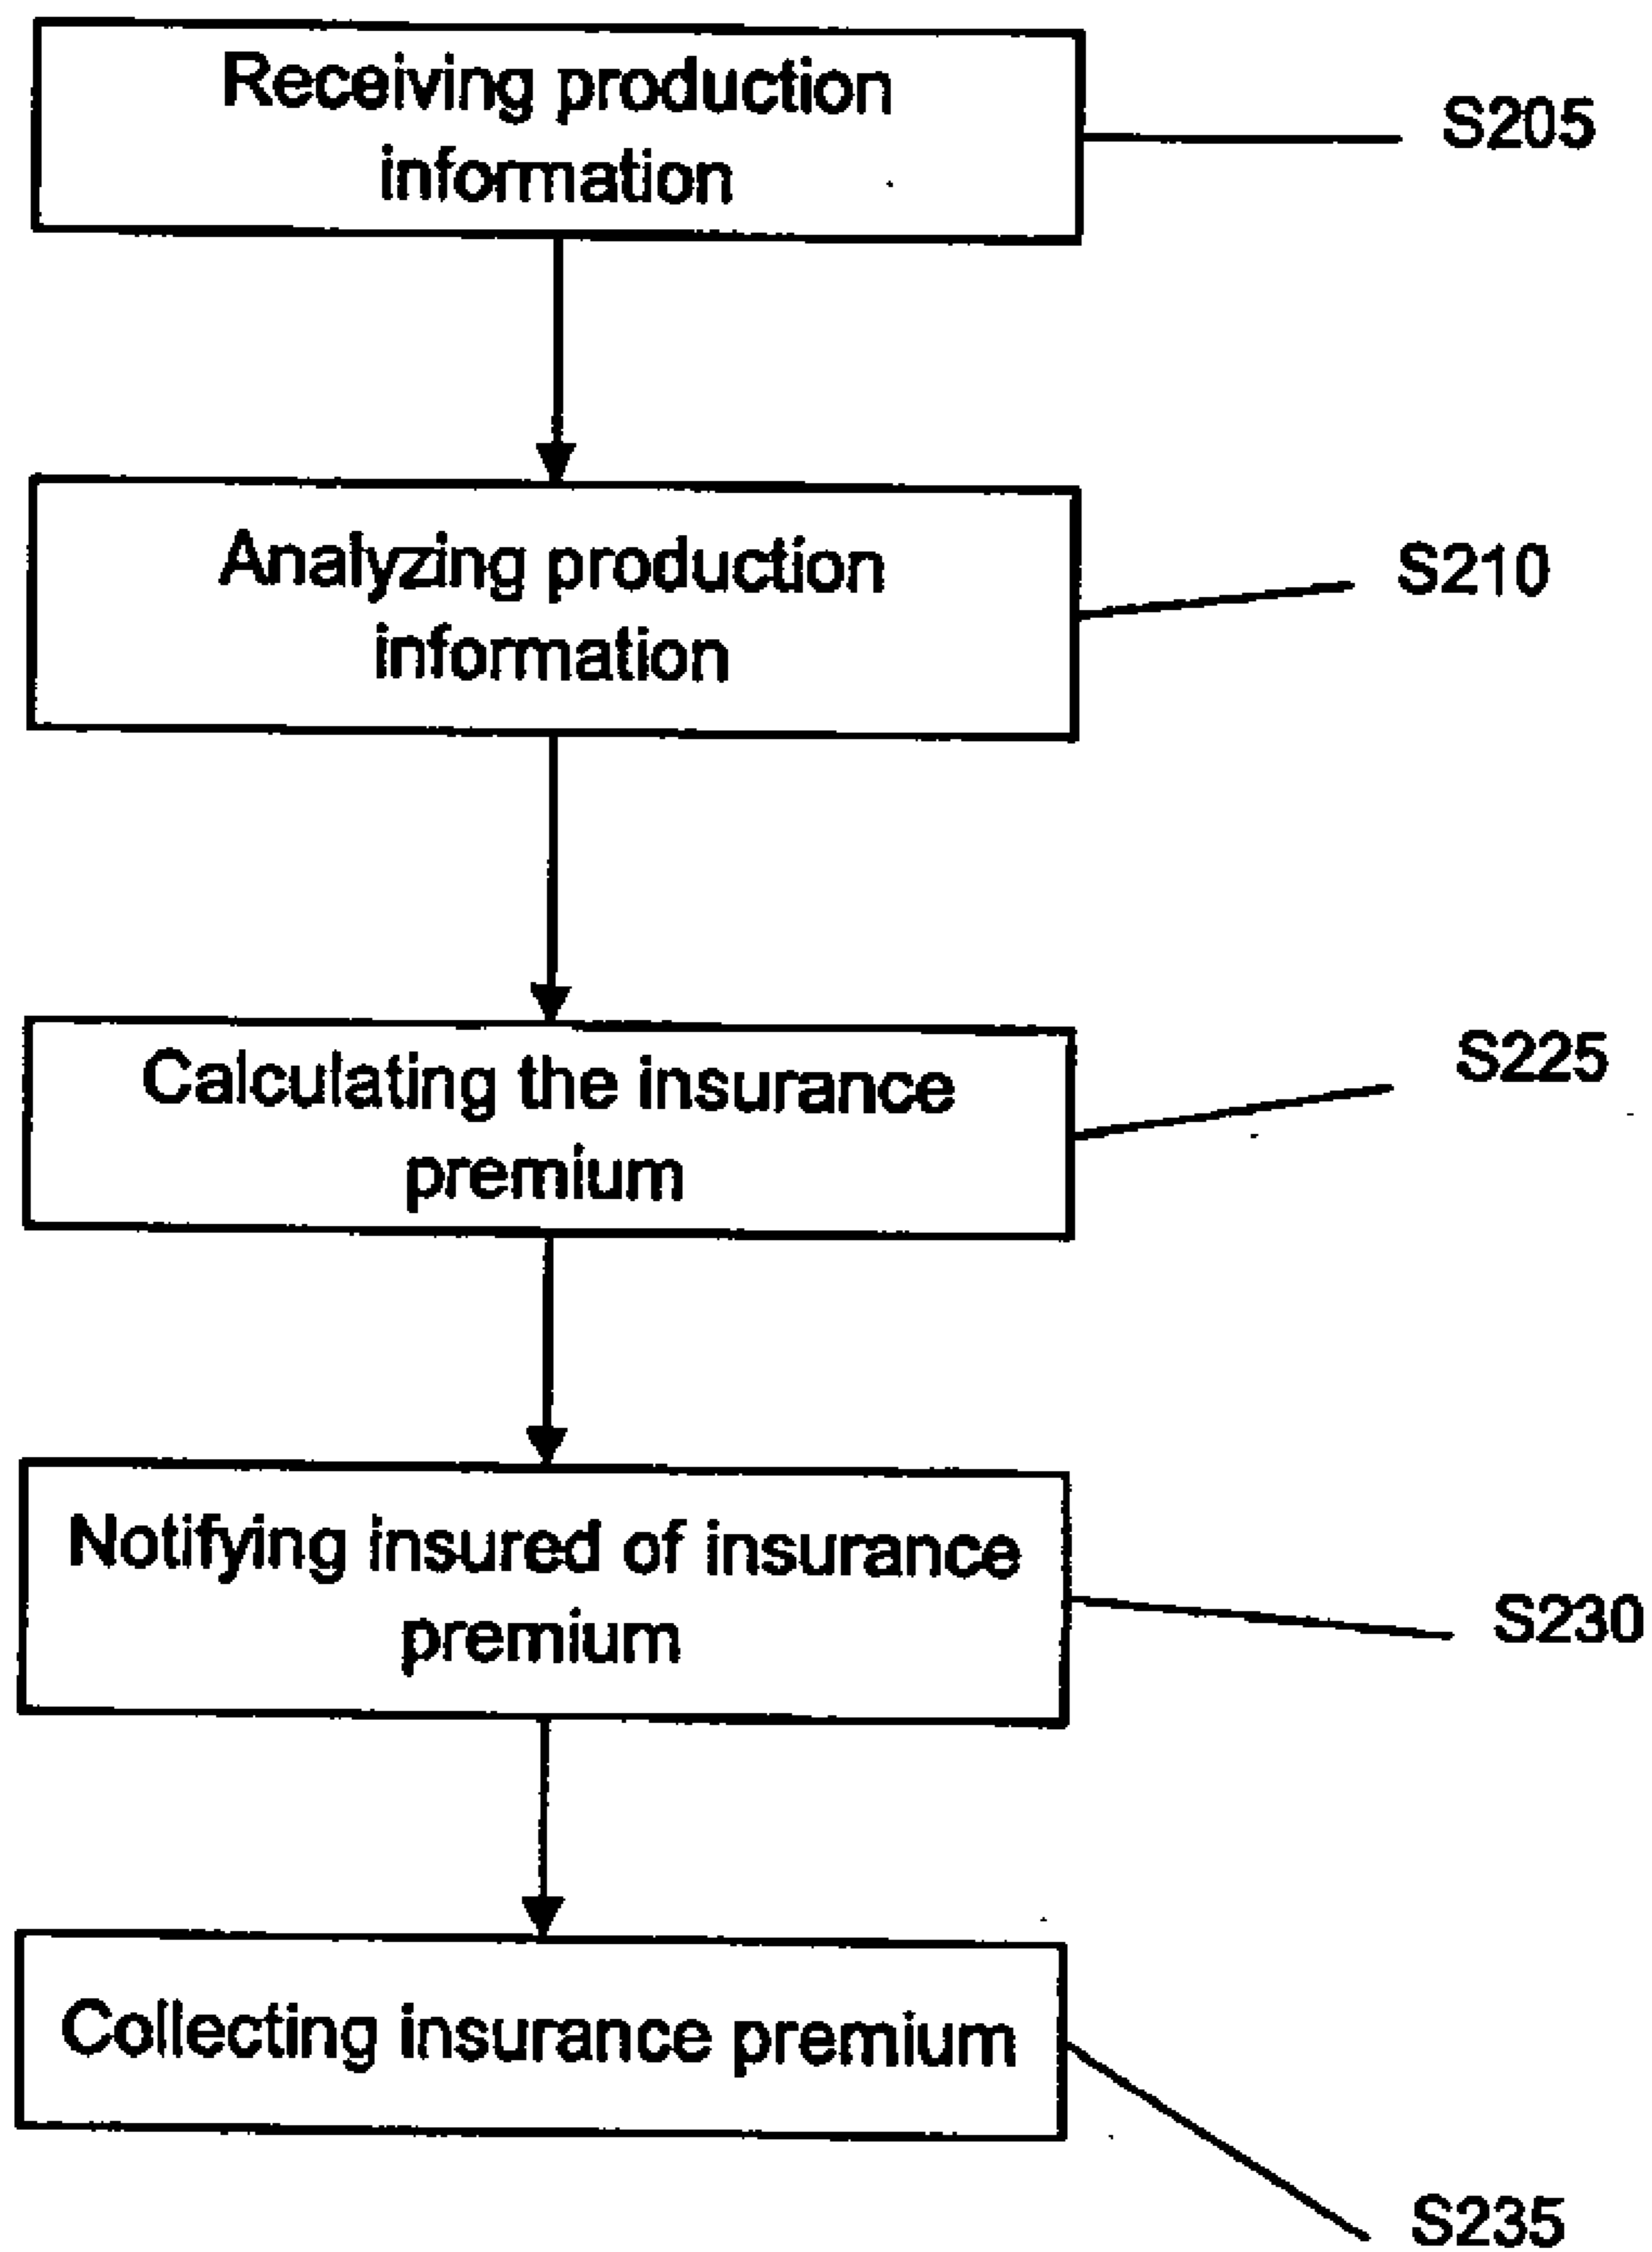 Receiving production
information
S205
Analyzing production
information
S210
Calculating the insurance
premium
S225
Notifying insured of insurance
premium
S230
Collecting insurance premium
S235